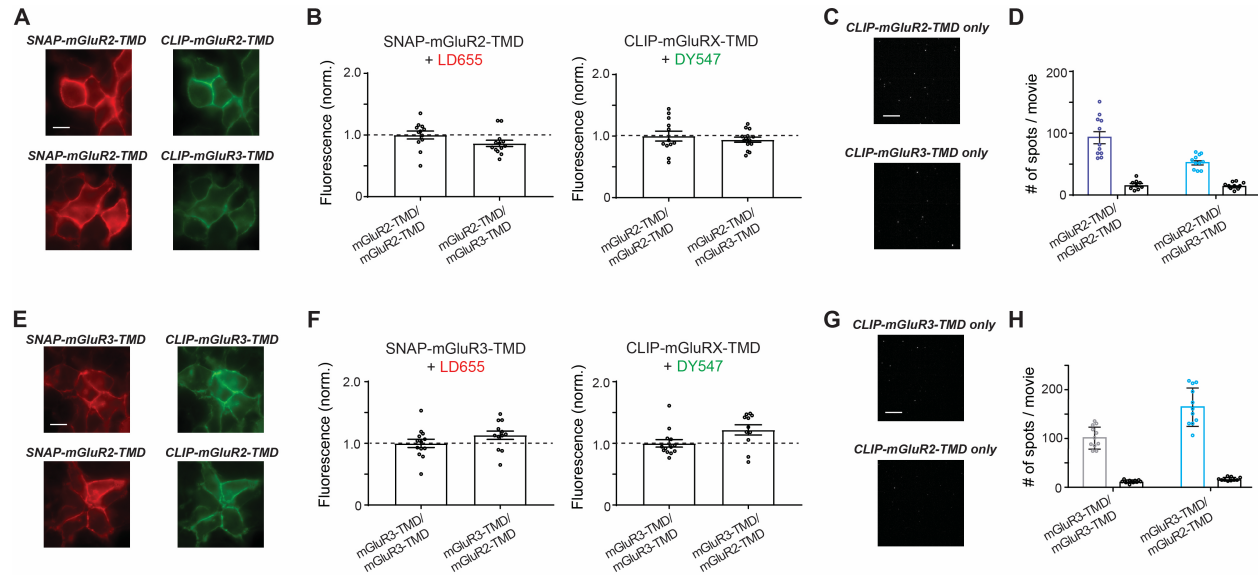 A
SNAP-mGluR2-TMD
CLIP-mGluR2-TMD
SNAP-mGluR2-TMD
CLIP-mGluR3-TMD
B
SNAP-mGluR2-TMD
+ LD655
Fluorescence (norm.)
2.0
1.0
0
mGluR2-TMD/
mGluR2-TMD
mGluR2-TMD/
mGluR3-TMD
CLIP-mGluRX-TMD
+ DY547
Fluorescence (norm.)
2.0
1.0
0
mGluR2-TMD/
mGluR2-TMD
mGluR2-TMD/
mGluR3-TMD
C
CLIP-mGluR2-TMD only
CLIP-mGluR3-TMD only
D
# of spots / movie
200
100
0
mGluR2-TMD/
mGluR2-TMD
mGluR2-TMD/
mGluR3-TMD
E
SNAP-mGluR3-TMD
CLIP-mGluR3-TMD
SNAP-mGluR2-TMD
CLIP-mGluR2-TMD
F
SNAP-mGluR3-TMD
+ LD655
Fluorescence (norm.)
2.0
1.0
0
mGluR3-TMD/
mGluR3-TMD
mGluR3-TMD/
mGluR2-TMD
CLIP-mGluRX-TMD
+ DY547
Fluorescence (norm.)
2.0
1.0
0
mGluR3-TMD/
mGluR3-TMD
mGluR3-TMD/
mGluR2-TMD
G
CLIP-mGluR3-TMD only
CLIP-mGluR2-TMD only
H
# of spots / movie
200
100
0
mGluR3-TMD/
mGluR3-TMD
mGluR3-TMD/
mGluR2-TMD